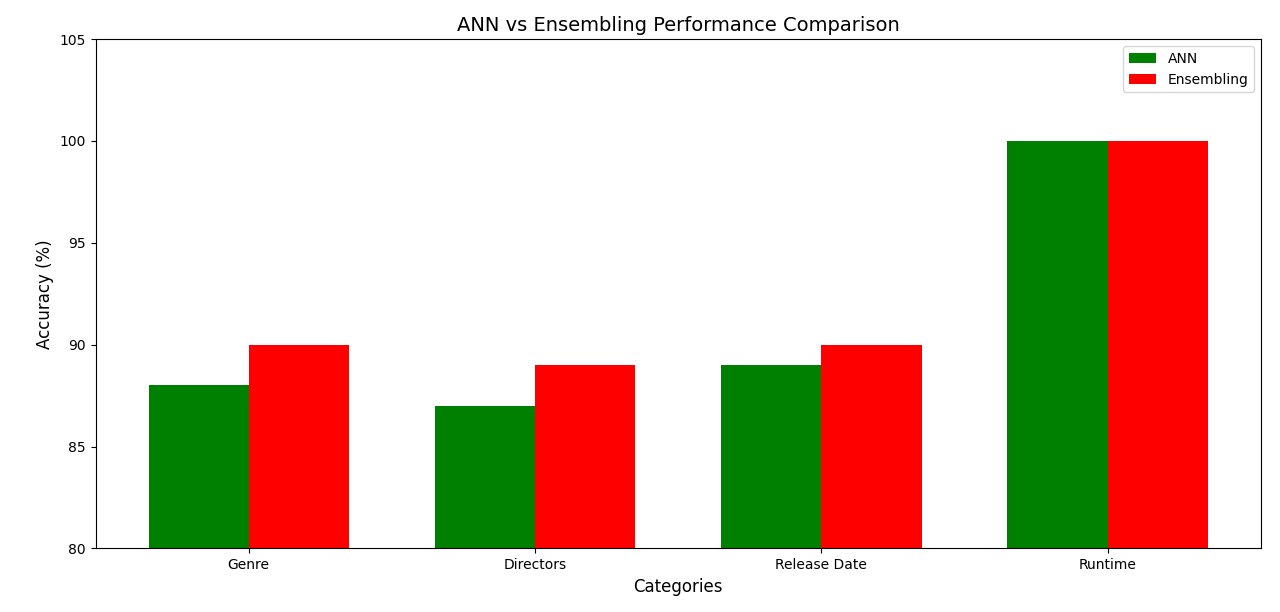 ANN vs Ensembling Performance Comparison
105
100
95
90
85
80
Accuracy (%)
ANN
Ensembling
Genre
Directors
Release Date
Runtime
Categories